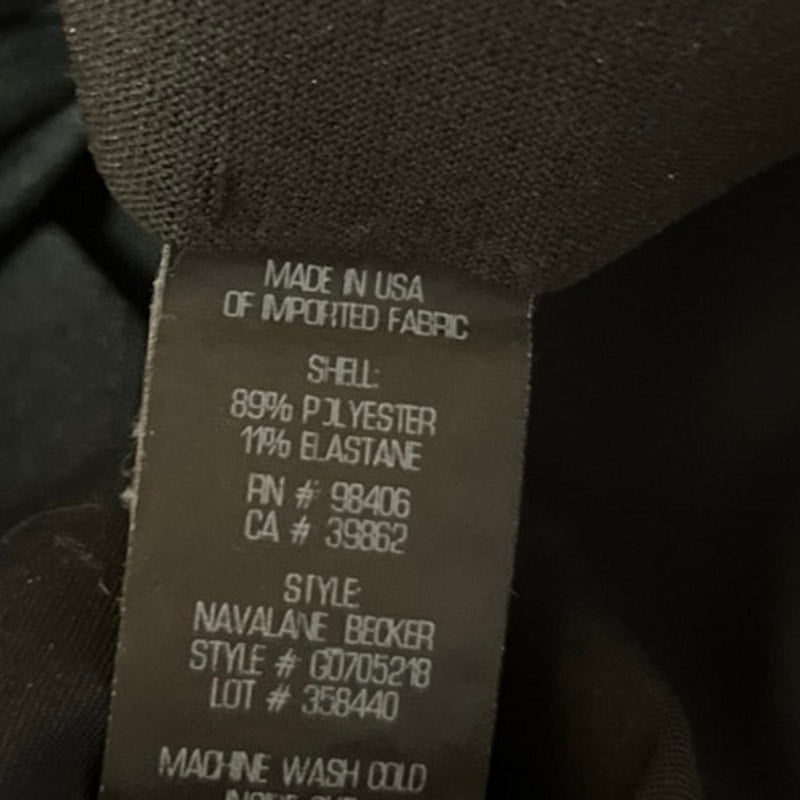 MADE IN USA
OF IMPORTED FABRIC
SHELL:
89% POLYESTER
11% ELASTANE
RN # 98406
CA # 39862
STYLE:
NAVALANE BECKER
STYLE # G0705218
LOT # 358440
MACHINE WASH COLD